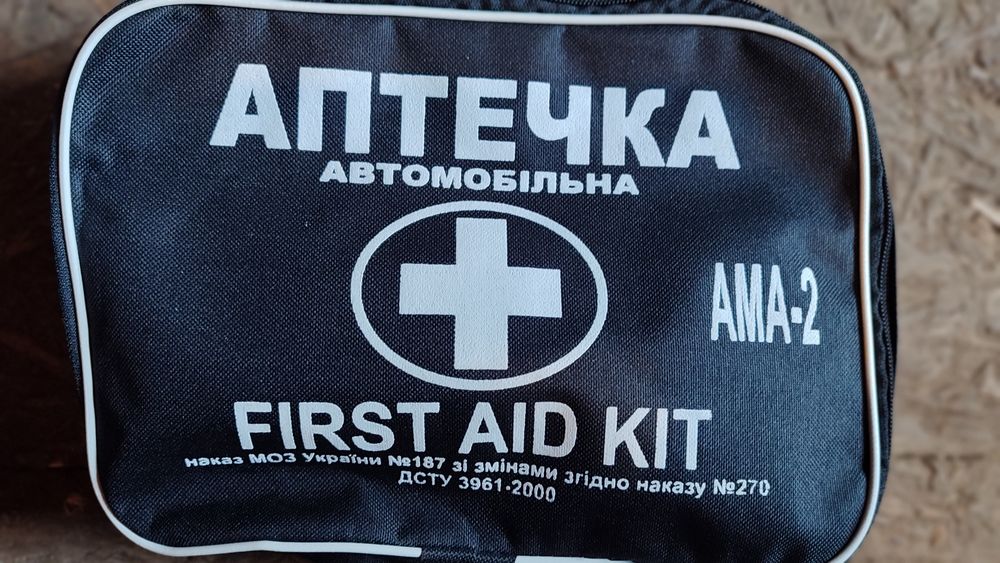 АПТЕЧКА
АВТОМОБІЛЬНА
АМА-2
FIRST AID KIT
наказ МОЗ України №187 зі змінами згідно наказу №270
ДСТУ 3961-2000